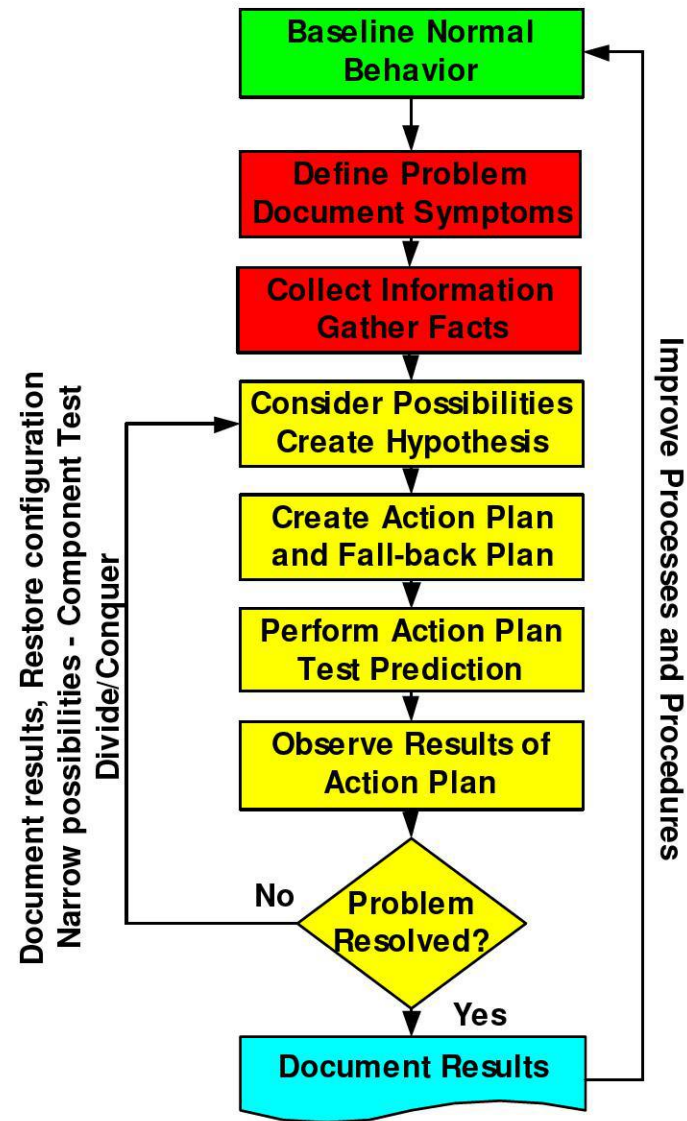 Baseline Normal
Behavior
Define Problem
Document Symptoms
Collect Information
Gather Facts
Consider Possibilities
Create Hypothesis
Create Action Plan
and Fall-back Plan
Perform Action Plan
Test Prediction
Observe Results of
Action Plan
Problem
Resolved?
No
Yes
Document Results
Document results, Restore configuration
Narrow possibilities - Component Test
Divide/Conquer
Improve Processes and Procedures